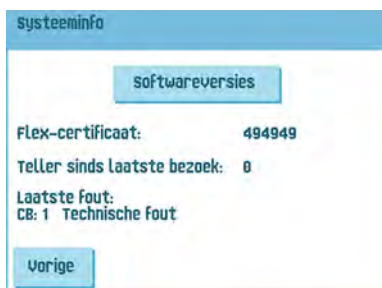 Systeeminfo
Softwareversies
Flex-certificaat: 494949
Teller sinds laatste bezoek: 0
Laatste fout:
CB: 1 Technische fout
Vorige